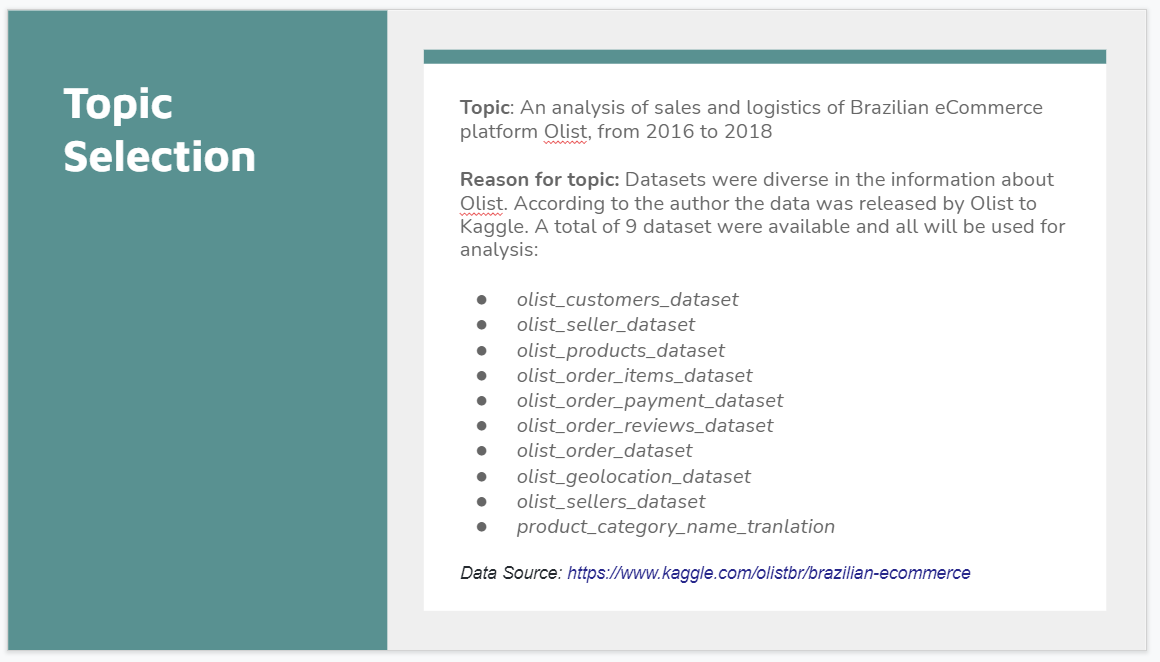 Topic
Selection
Topic: An analysis of sales and logistics of Brazilian eCommerce
platform Olist, from 2016 to 2018
Reason for topic: Datasets were diverse in the information about
Olist. According to the author the data was released by Olist to
Kaggle. A total of 9 dataset were available and all will be used for
analysis:
● olist_customers_dataset
● olist_seller_dataset
● olist_products_dataset
● olist_order_items_dataset
● olist_order_payment_dataset
● olist_order_reviews_dataset
● olist_order_dataset
● olist_geolocation_dataset
● olist_sellers_dataset
● product_category_name_tranlation
Data Source: https://www.kaggle.com/olistbr/brazilian-ecommerce